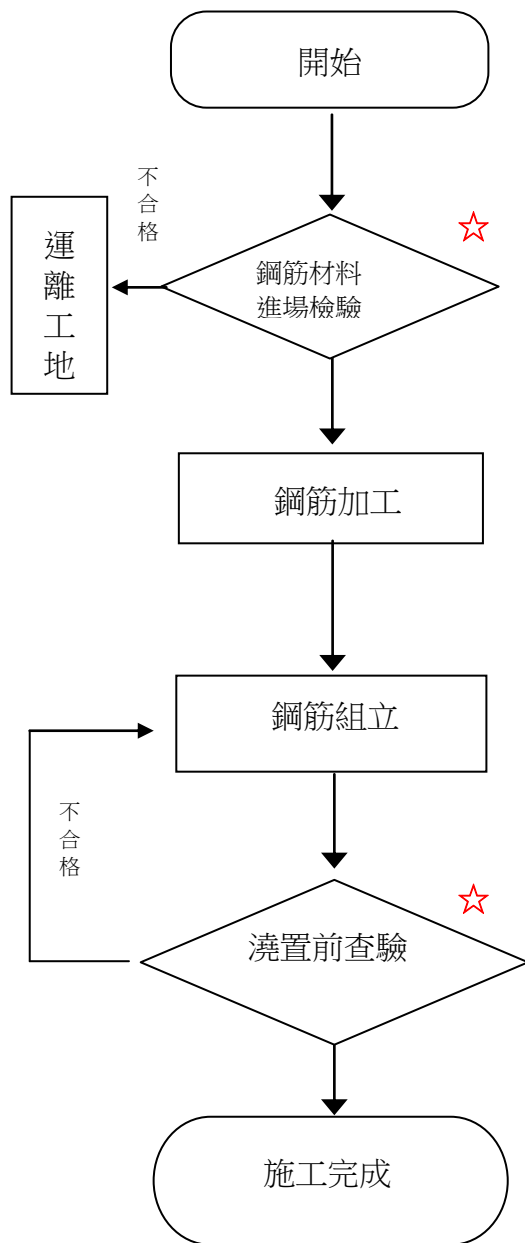 開始
不合格
運離工地
鋼筋材料
進場檢驗
鋼筋加工
鋼筋組立
不合格
澆置前查驗
施工完成